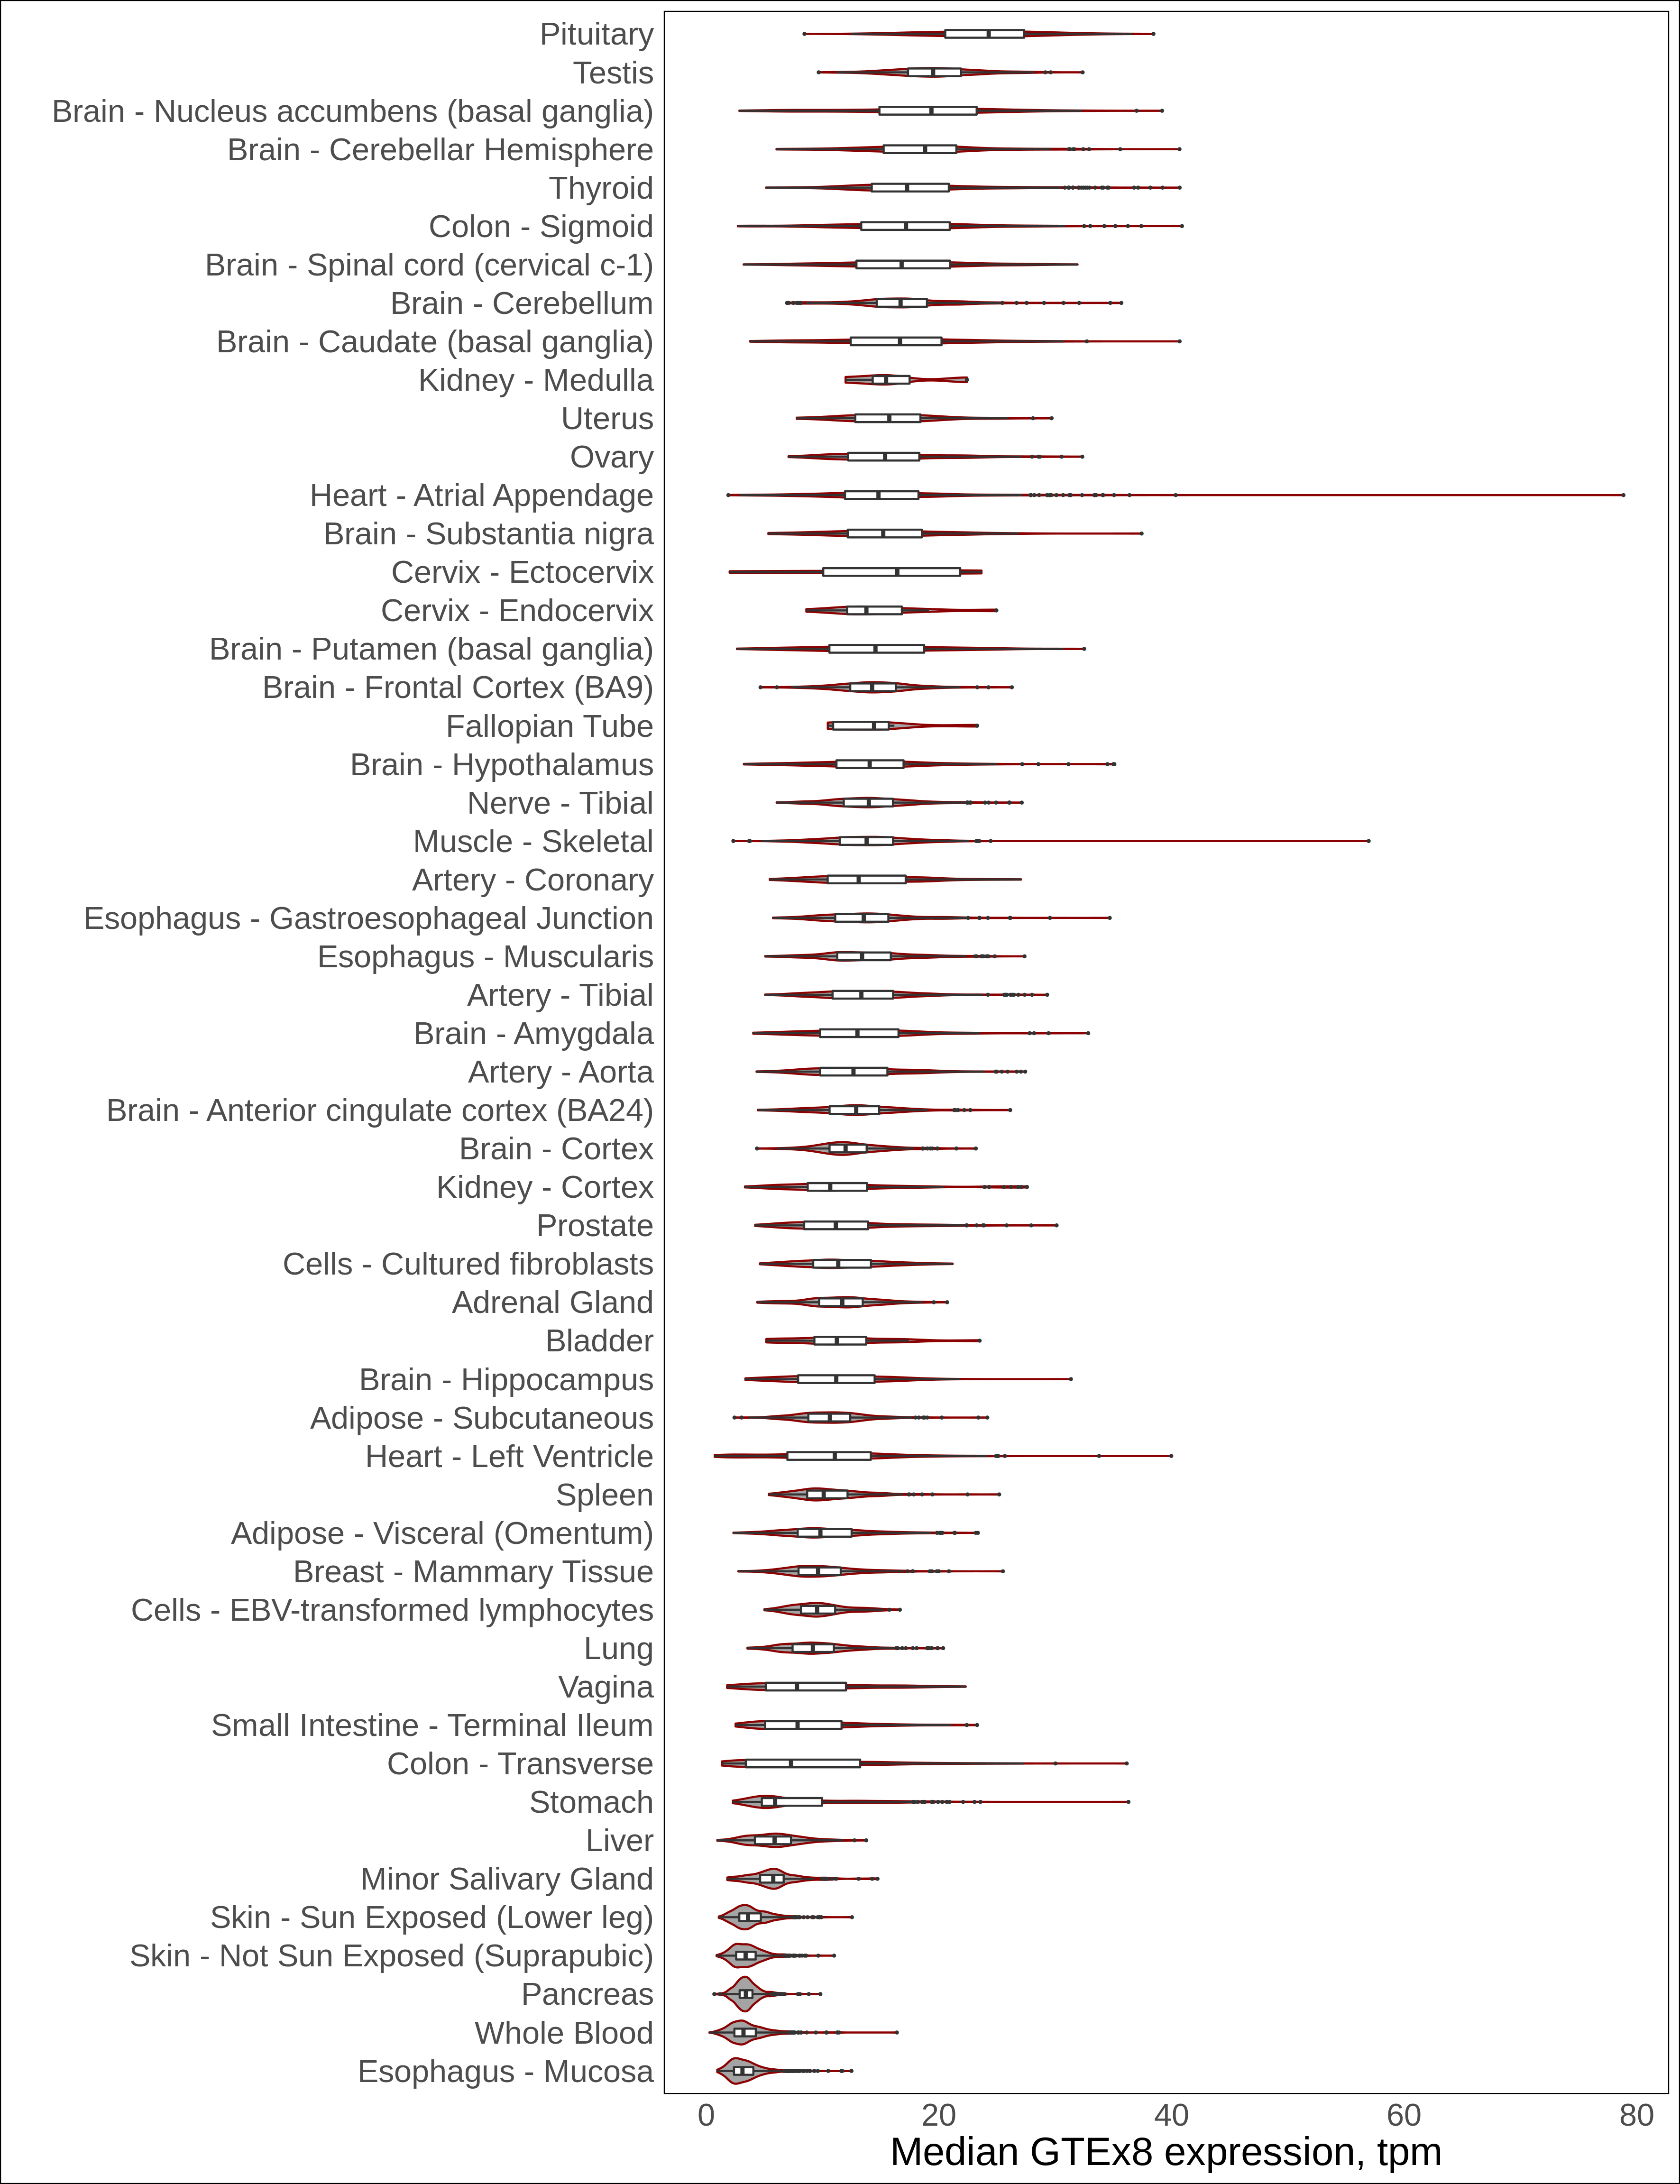 Pituitary
Testis
Brain - Nucleus accumbens (basal ganglia)
Brain - Cerebellar Hemisphere
Thyroid
Colon - Sigmoid
Brain - Spinal cord (cervical c-1)
Brain - Cerebellum
Brain - Caudate (basal ganglia)
Kidney - Medulla
Uterus
Ovary
Heart - Atrial Appendage
Brain - Substantia nigra
Cervix - Ectocervix
Cervix - Endocervix
Brain - Putamen (basal ganglia)
Brain - Frontal Cortex (BA9)
Fallopian Tube
Brain - Hypothalamus
Nerve - Tibial
Muscle - Skeletal
Artery - Coronary
Esophagus - Gastroesophageal Junction
Esophagus - Muscularis
Artery - Tibial
Brain - Amygdala
Artery - Aorta
Brain - Anterior cingulate cortex (BA24)
Brain - Cortex
Kidney - Cortex
Prostate
Cells - Cultured fibroblasts
Adrenal Gland
Bladder
Brain - Hippocampus
Adipose - Subcutaneous
Heart - Left Ventricle
Spleen
Adipose - Visceral (Omentum)
Breast - Mammary Tissue
Cells - EBV-transformed lymphocytes
Lung
Vagina
Small Intestine - Terminal Ileum
Colon - Transverse
Stomach
Liver
Minor Salivary Gland
Skin - Sun Exposed (Lower leg)
Skin - Not Sun Exposed (Suprapubic)
Pancreas
Whole Blood
Esophagus - Mucosa
0 20 40 60 80
Median GTEx8 expression, tpm